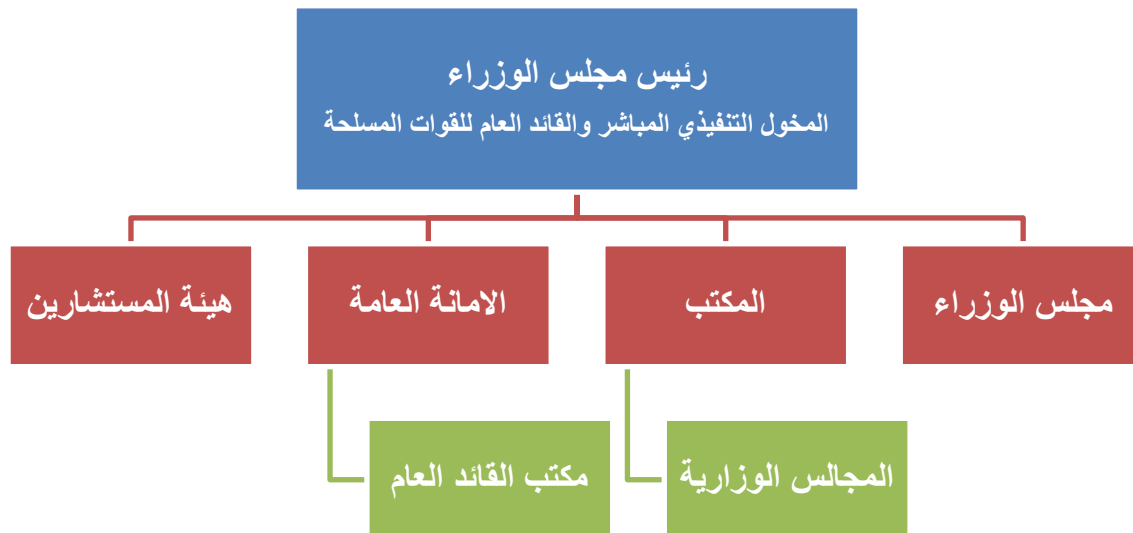 رئيس مجلس الوزراء
المخول التنفيذي المباشر والقائد العام للقوات المسلحة
مجلس الوزراء
المكتب
الامانة العامة
هيئة المستشارين
المجالس الوزارية
مكتب القائد العام